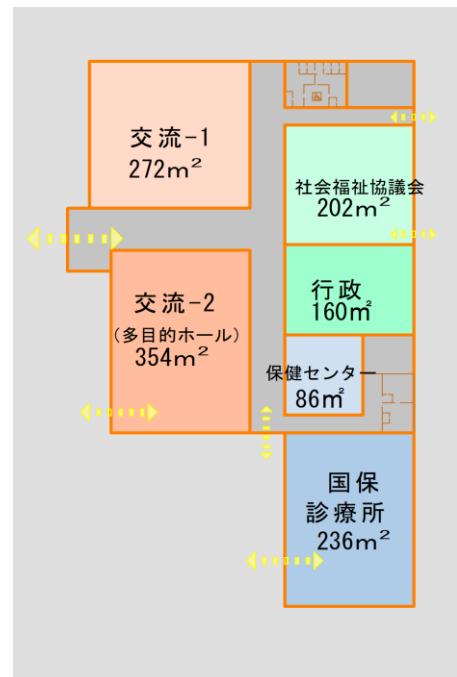 交流-1
272m²
社会福祉協議会
202m²
行政
160㎡
交流-2
(多目的ホール)
354m²
保健センター
86㎡
国保
診療所
236m²